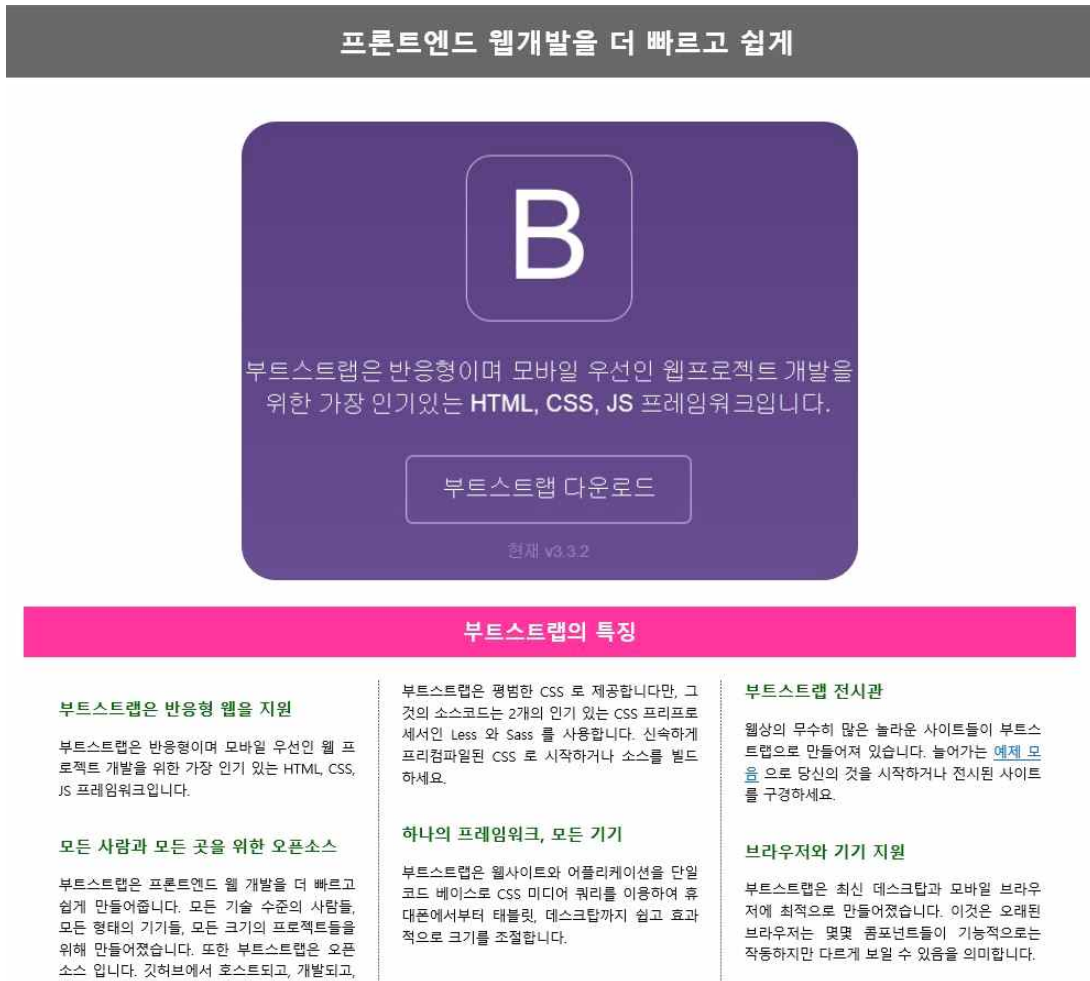 프론트엔드 웹개발을 더 빠르고 쉽게
B
부트스트랩은 반응형이며 모바일 우선인 웹프로젝트 개발을
위한 가장 인기있는 HTML, CSS, JS 프레임워크입니다.
부트스트랩 다운로드
현재 v3.3.2
부트스트랩의 특징
부트스트랩은 반응형 웹을 지원
부트스트랩은 반응형이며 모바일 우선인 웹 프
로젝트 개발을 위한 가장 인기 있는 HTML, CSS,
JS 프레임워크입니다.
모든 사람과 모든 곳을 위한 오픈소스
부트스트랩은 프론트엔드 웹 개발을 더 빠르고
쉽게 만들어줍니다. 모든 기술 수준의 사람들,
모든 형태의 기기들, 모든 크기의 프로젝트들을
위해 만들어졌습니다. 또한 부트스트랩은 오픈
소스 입니다. 깃허브에서 호스트되고, 개발되고,
부트스트랩은 평범한 CSS 로 제공합니다만, 그
것의 소스코드는 2개의 인기 있는 CSS 프리프로
세서인 Less 와 Sass 를 사용합니다. 신속하게
프리컴파일된 CSS 로 시작하거나 소스를 빌드
하세요.
하나의 프레임워크, 모든 기기
부트스트랩은 웹사이트와 어플리케이션을 단일
코드 베이스로 CSS 미디어 쿼리를 이용하여 휴
대폰에서부터 태블릿, 데스크탑까지 쉽고 효과
적으로 크기를 조절합니다.
부트스트랩 전시관
웹상의 무수히 많은 놀라운 사이트들이 부트스
트랩으로 만들어져 있습니다. 늘어가는 예제 모
음 으로 당신의 것을 시작하거나 전시된 사이트
를 구경하세요.
브라우저와 기기 지원
부트스트랩은 최신 데스크탑과 모바일 브라우
저에 최적으로 만들어졌습니다. 이것은 오래된
브라우저는 몇몇 콤포넌트들이 기능적으로는
작동하지만 다르게 보일 수 있음을 의미합니다.